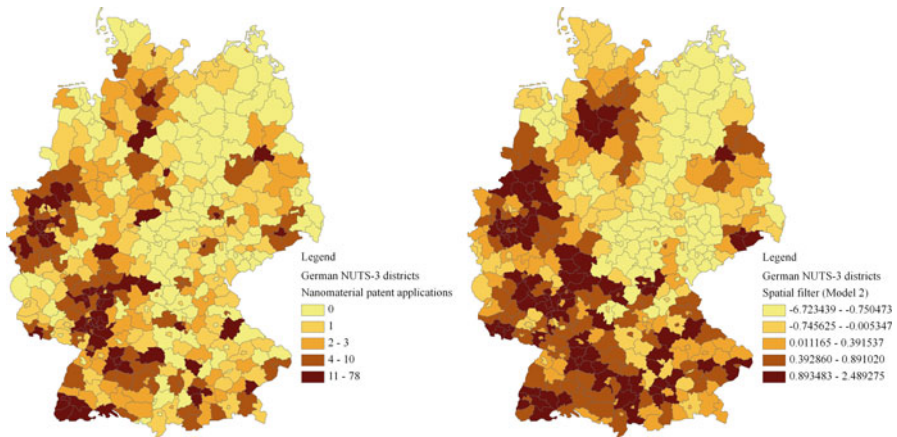 Legend
German NUTS-3 districts
Nanomaterial patent applications
0
1
2 - 3
4 - 10
11 - 78
Legend
German NUTS-3 districts
Spatial filter (Model 2)
-6.723439 - -0.750473
-0.745625 - -0.005347
0.011165 - 0.391537
0.392860 - 0.891020
0.893483 - 2.489275